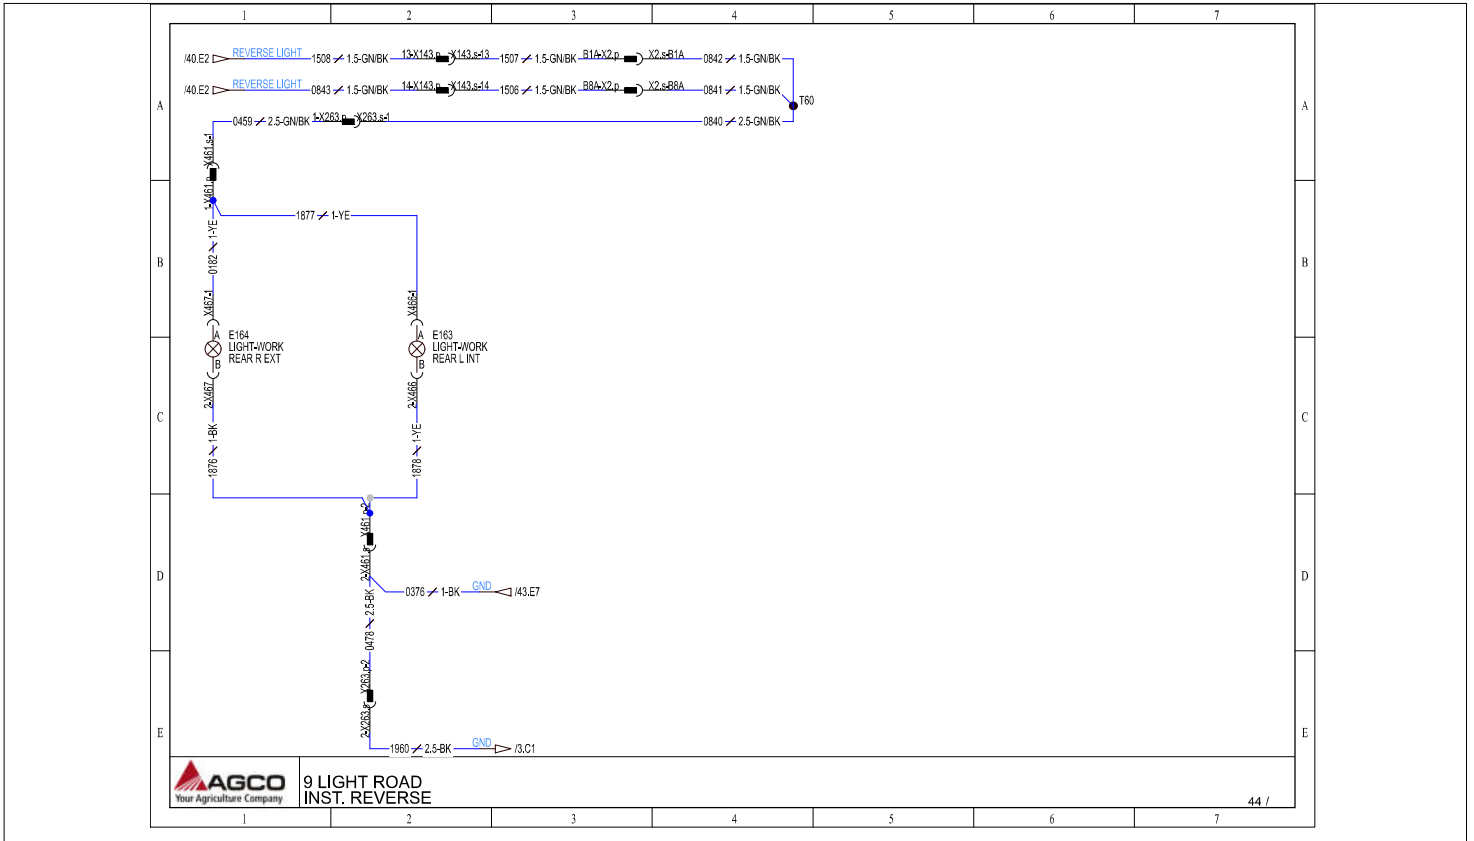 1 2 3 4 5 6 7
/40.E2 REVERSE LIGHT 1508 1.5-GN/BK 13-X143.p X143.s-13 1507 1.5-GN/BK B1A-X2.p X2.s-B1A 0842 1.5-GN/BK
/40.E2 REVERSE LIGHT 0843 1.5-GN/BK 14-X143.p X143.s-14 1506 1.5-GN/BK B8A-X2.p X2.s-B8A 0841 1.5-GN/BK
A T60 A
0459 2.5-GN/BK 1-X263.p X263.s-1 0840 2.5-GN/BK
X461.s-1
1-X461.p
1877 1-YE
0182 1-YE
B B
X467-1 X466-1
A A
E164 E163
LIGHT-WORK LIGHT-WORK
REAR R EXT REAR L INT
B B
2-X467 2-X466
C C
1876 1-BK 1878 1-YE
X461.p-2
2-X461.s
D D
0376 1-BK GND /43.E7
0478 2.5-BK
X263.p-2
2-X263.s
E E
1960 2.5-BK GND /3.C1
AGCO
Your Agriculture Company
9 LIGHT ROAD
INST. REVERSE
44 /
1 2 3 4 5 6 7